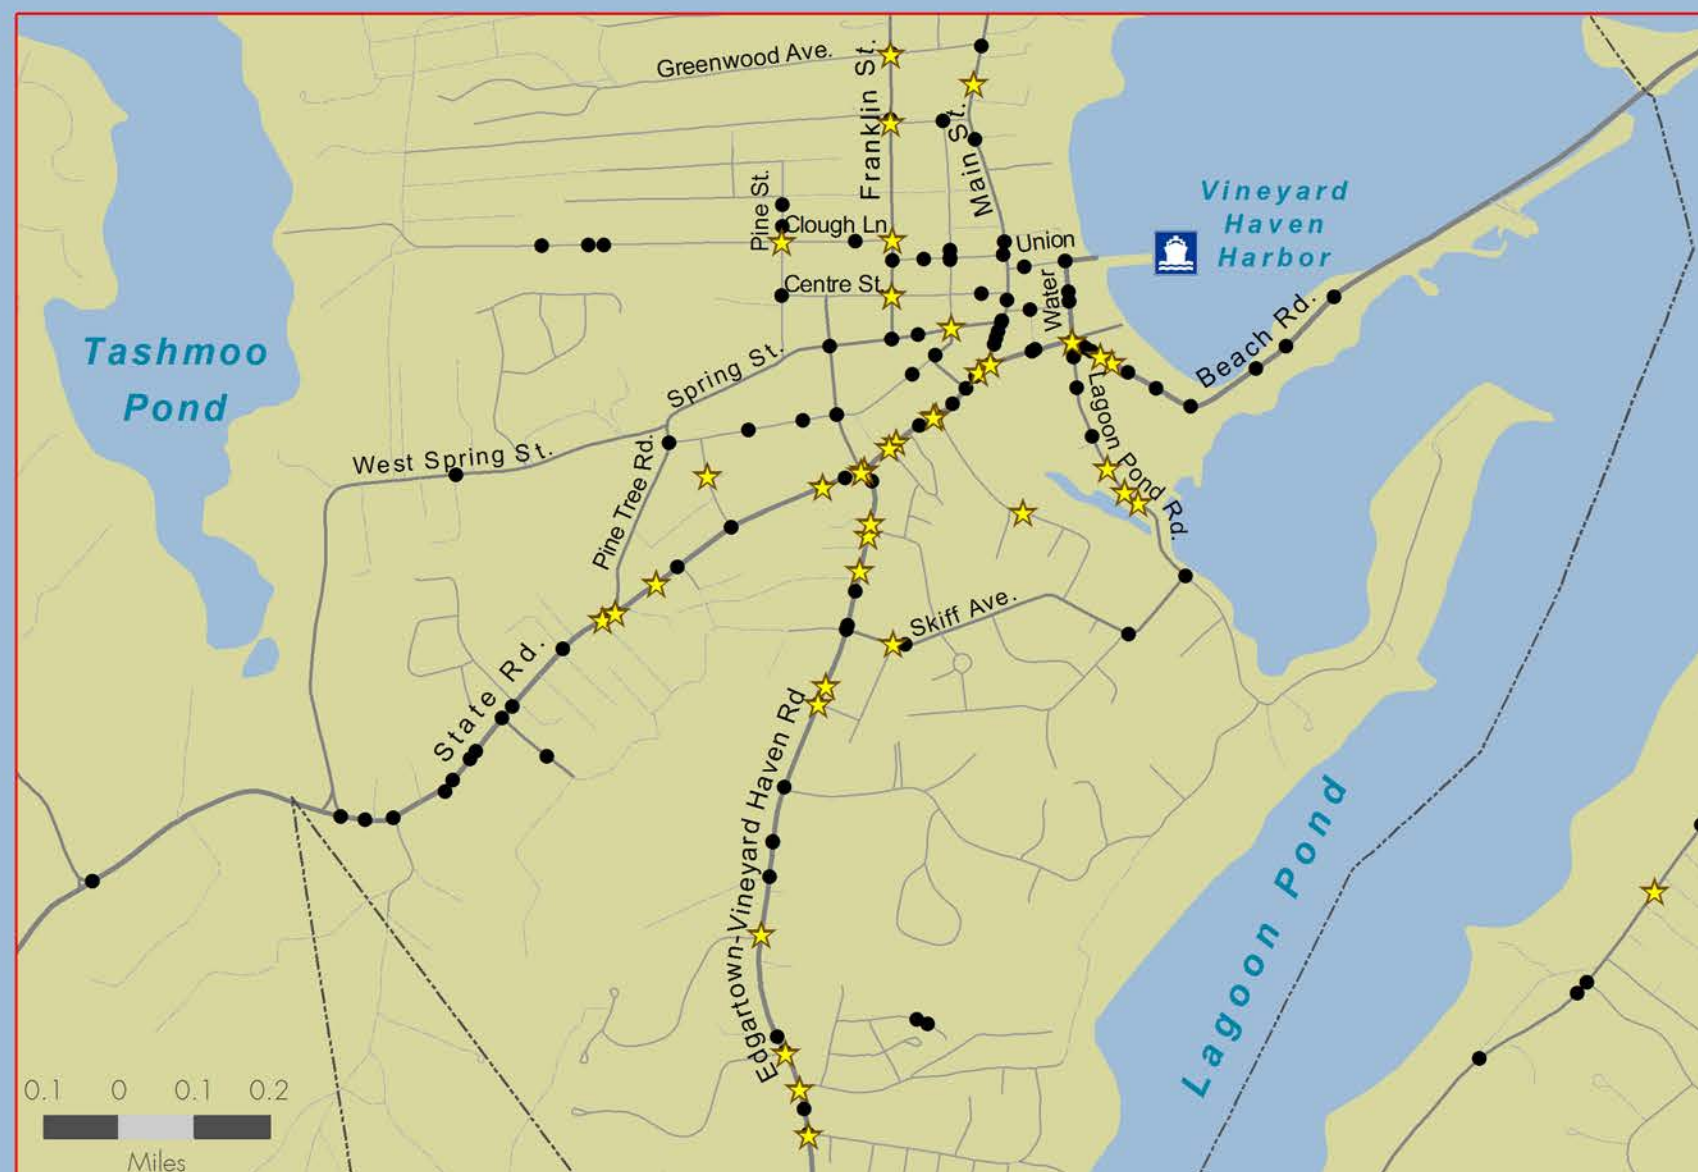 Greenwood Ave.
Franklin St.
Main St.
Vineyard
Haven
Harbor
Pine St.
Clough Ln
Union
Centre St.
Water
Beach Rd.
Tashmoo
Pond
Spring St.
Lagoon Pond Rd.
West Spring St.
Pine Tree Rd.
Skiff Ave.
State Rd.
Edgartown-Vineyard Haven Rd
Lagoon Pond
0.1 0 0.1 0.2
Miles